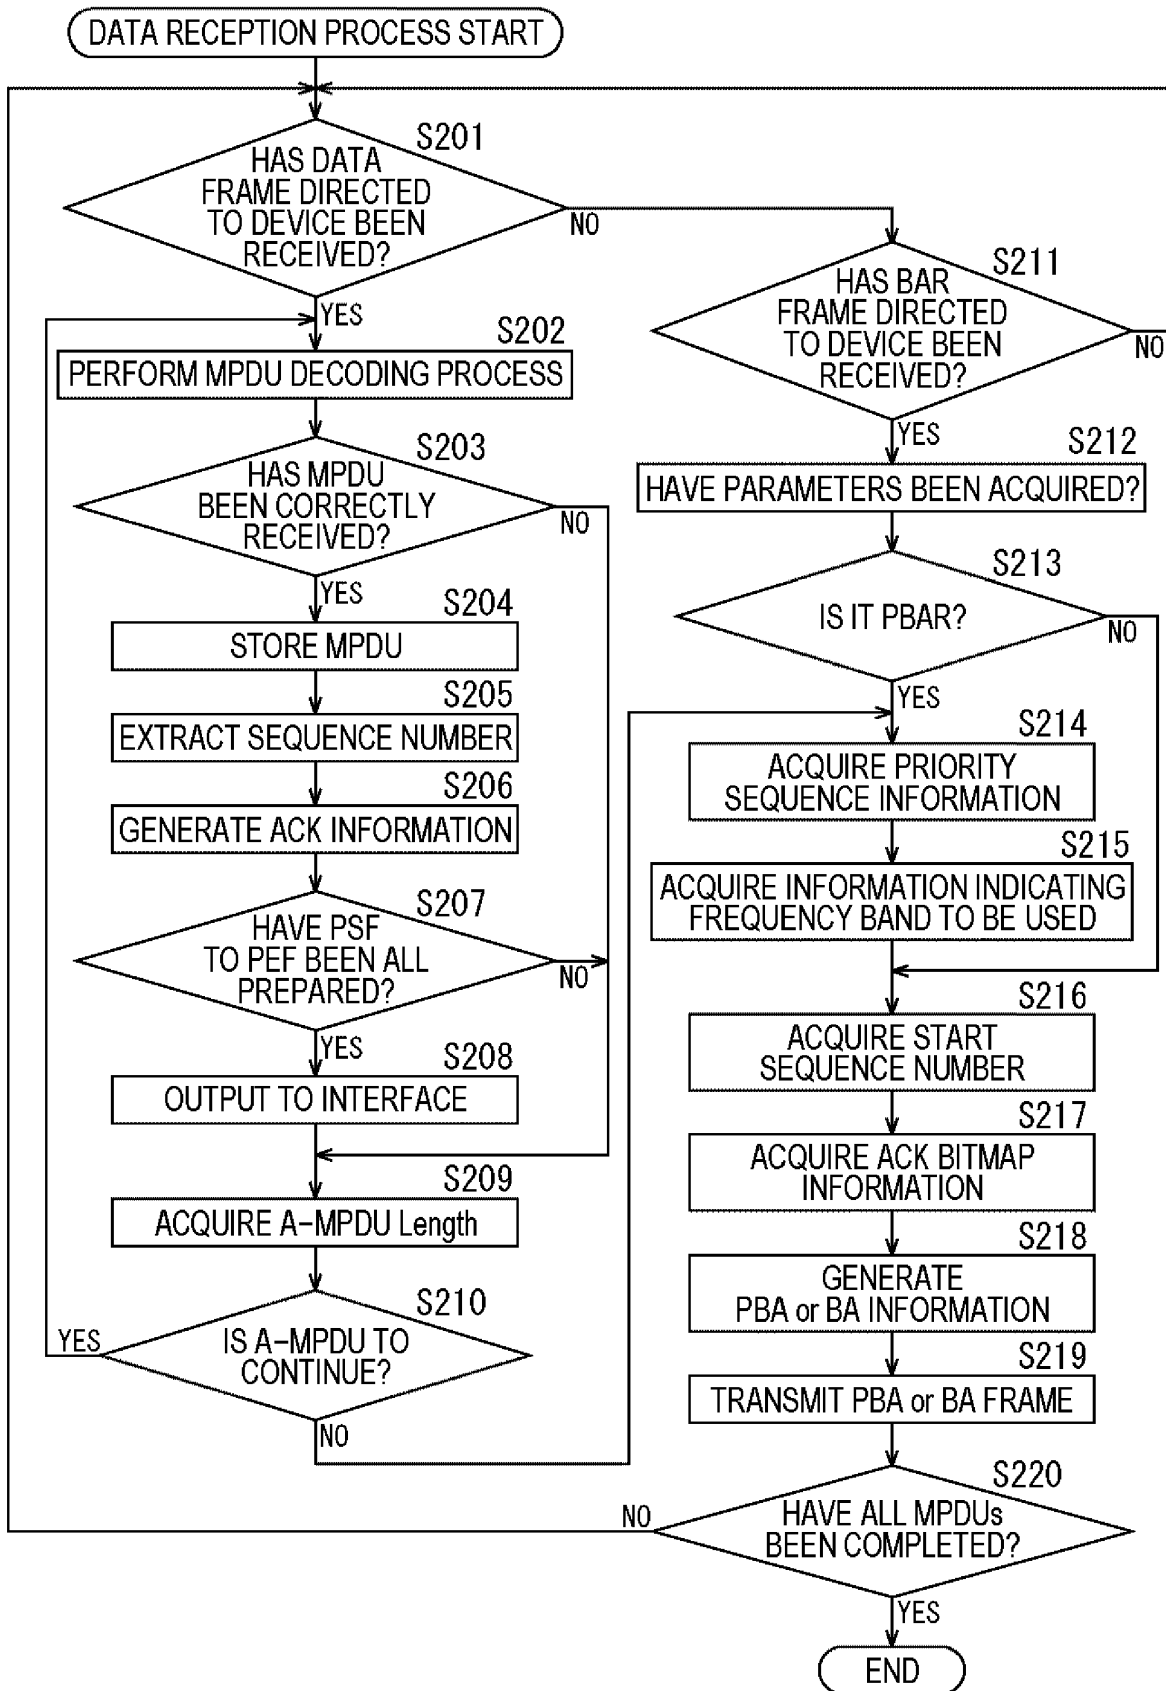 DATA RECEPTION PROCESS START
S201
HAS DATA
FRAME DIRECTED
TO DEVICE BEEN
RECEIVED?
NO
YES
S202
PERFORM MPDU DECODING PROCESS
S203
HAS MPDU
BEEN CORRECTLY
RECEIVED?
NO
YES
S204
STORE MPDU
S205
EXTRACT SEQUENCE NUMBER
S206
GENERATE ACK INFORMATION
S207
HAVE PSF
TO PEF BEEN ALL
PREPARED?
NO
YES
S208
OUTPUT TO INTERFACE
S209
ACQUIRE A-MPDU Length
S210
IS A-MPDU TO
CONTINUE?
YES
NO
S211
HAS BAR
FRAME DIRECTED
TO DEVICE BEEN
RECEIVED?
NO
YES
S212
HAVE PARAMETERS BEEN ACQUIRED?
S213
IS IT PBAR?
NO
YES
S214
ACQUIRE PRIORITY
SEQUENCE INFORMATION
S215
ACQUIRE INFORMATION INDICATING
FREQUENCY BAND TO BE USED
S216
ACQUIRE START
SEQUENCE NUMBER
S217
ACQUIRE ACK BITMAP
INFORMATION
S218
GENERATE
PBA or BA INFORMATION
S219
TRANSMIT PBA or BA FRAME
S220
HAVE ALL MPDUs
BEEN COMPLETED?
NO
YES
END